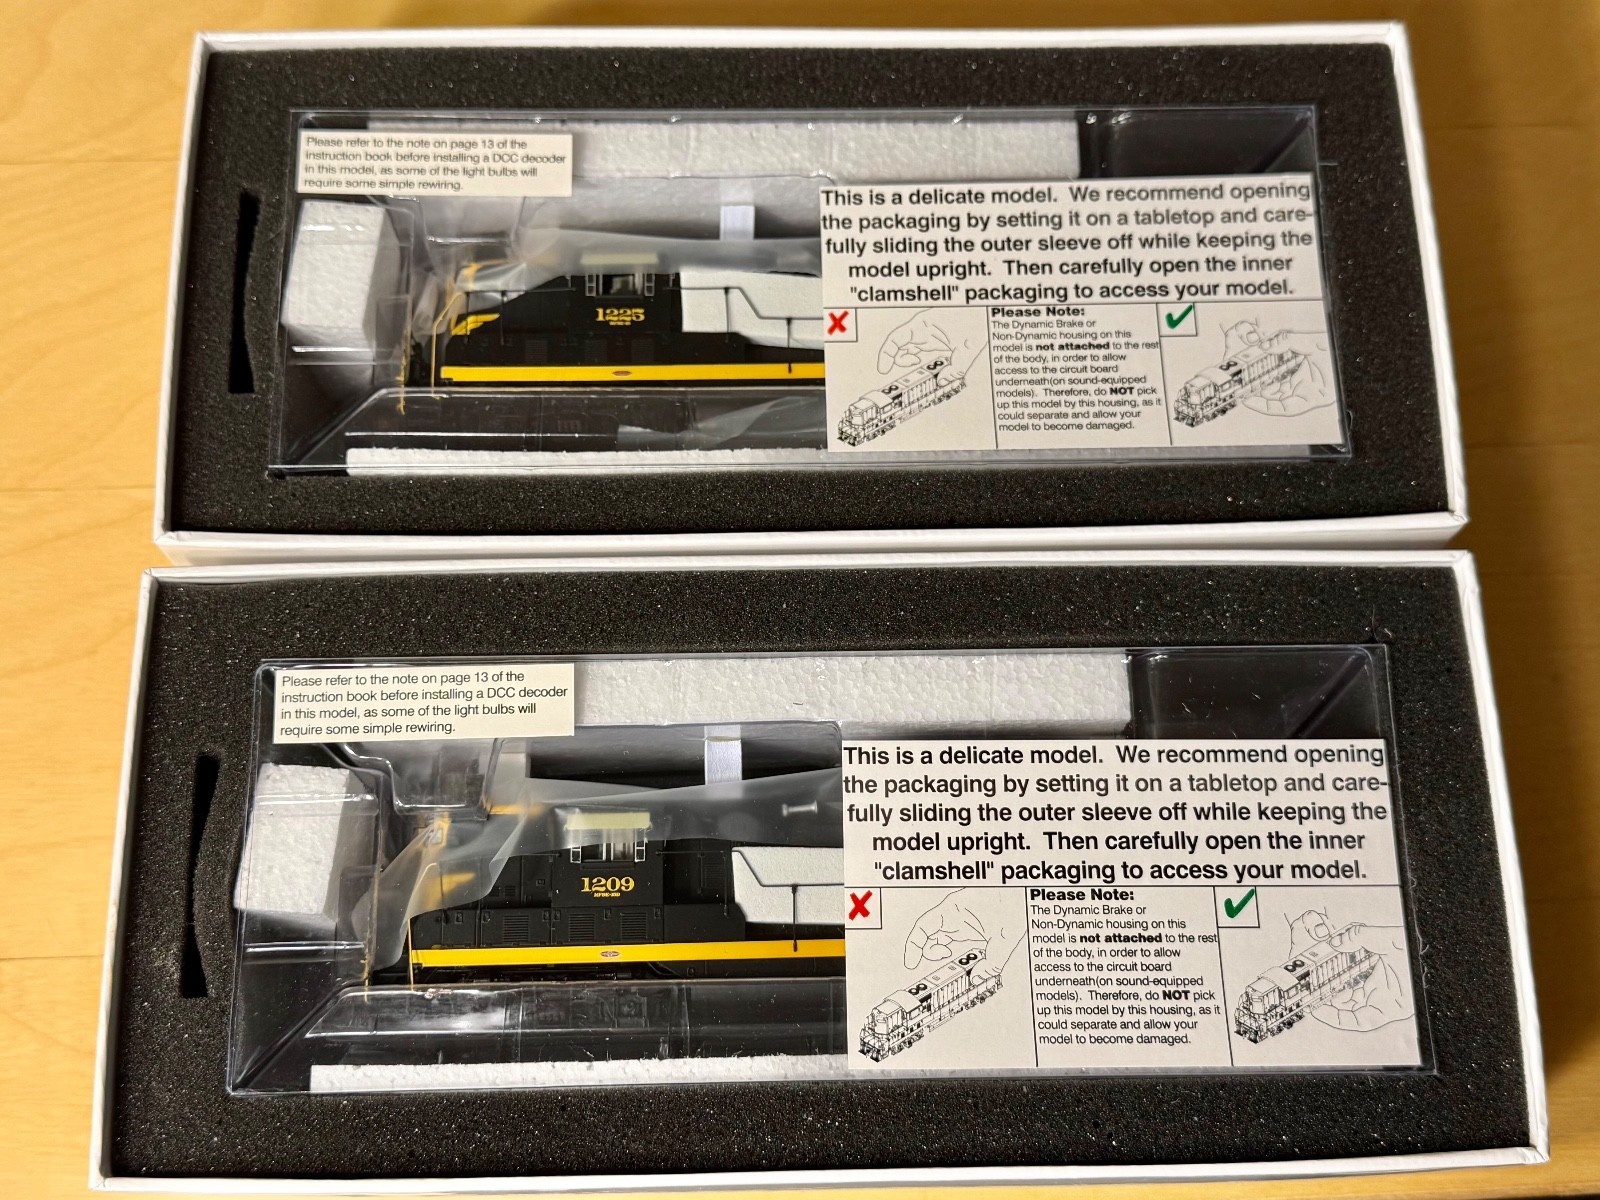 Please refer to the note on page 13 of the
instruction book before installing a DCC decoder
in this model, as some of the light bulbs will
require some simple rewiring.
This is a delicate model. We recommend opening
the packaging by setting it on a tabletop and care-
fully sliding the outer sleeve off while keeping the
model upright. Then carefully open the inner
"clamshell" packaging to access your model.
1225
Please Note:
The Dynamic Brake or
Non-Dynamic housing on this
model is not attached to the rest
of the body, in order to allow
access to the circuit board
underneath(on sound-equipped
models). Therefore, do NOT pick
up this model by this housing, as it
could separate and allow your
model to become damaged.
Please refer to the note on page 13 of the
instruction book before installing a DCC decoder
in this model, as some of the light bulbs will
require some simple rewiring.
This is a delicate model. We recommend opening
the packaging by setting it on a tabletop and care-
fully sliding the outer sleeve off while keeping the
model upright. Then carefully open the inner
"clamshell" packaging to access your model.
1209
Please Note:
The Dynamic Brake or
Non-Dynamic housing on this
model is not attached to the rest
of the body, in order to allow
access to the circuit board
underneath(on sound-equipped
models). Therefore, do NOT pick
up this model by this housing, as it
could separate and allow your
model to become damaged.